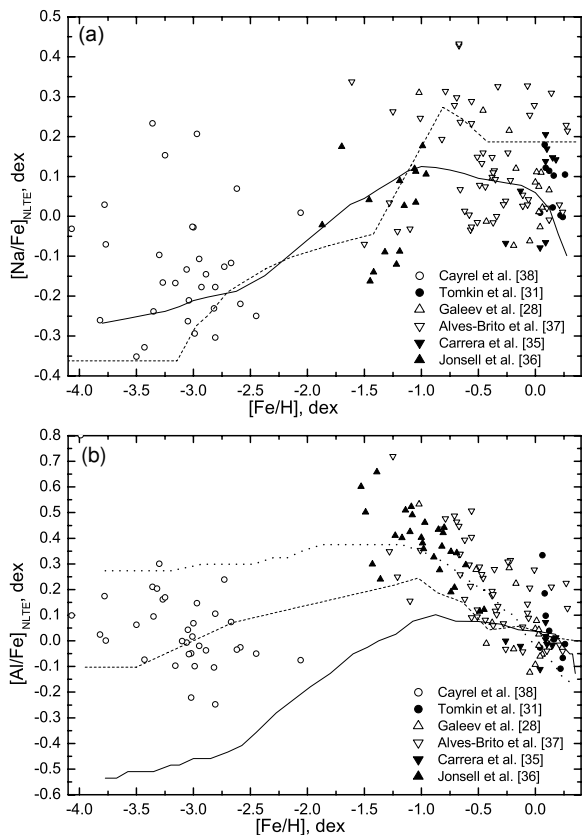 (a)
0.5
0.4
0.3
0.2
0.1
0.0
-0.1
-0.2
-0.3
-0.4
[Na/Fe]NLTE, dex
Cayrel et al. [38]
Tomkin et al. [31]
Galeev et al. [28]
Alves-Brito et al. [37]
Carrera et al. [35]
Jonsell et al. [36]
-4.0 -3.5 -3.0 -2.5 -2.0 -1.5 -1.0 -0.5 0.0
[Fe/H], dex
(b)
0.8
0.7
0.6
0.5
0.4
0.3
0.2
0.1
0.0
-0.1
-0.2
-0.3
-0.4
-0.5
-0.6
[Al/Fe]NLTE, dex
Cayrel et al. [38]
Tomkin et al. [31]
Galeev et al. [28]
Alves-Brito et al. [37]
Carrera et al. [35]
Jonsell et al. [36]
-4.0 -3.5 -3.0 -2.5 -2.0 -1.5 -1.0 -0.5 0.0
[Fe/H], dex